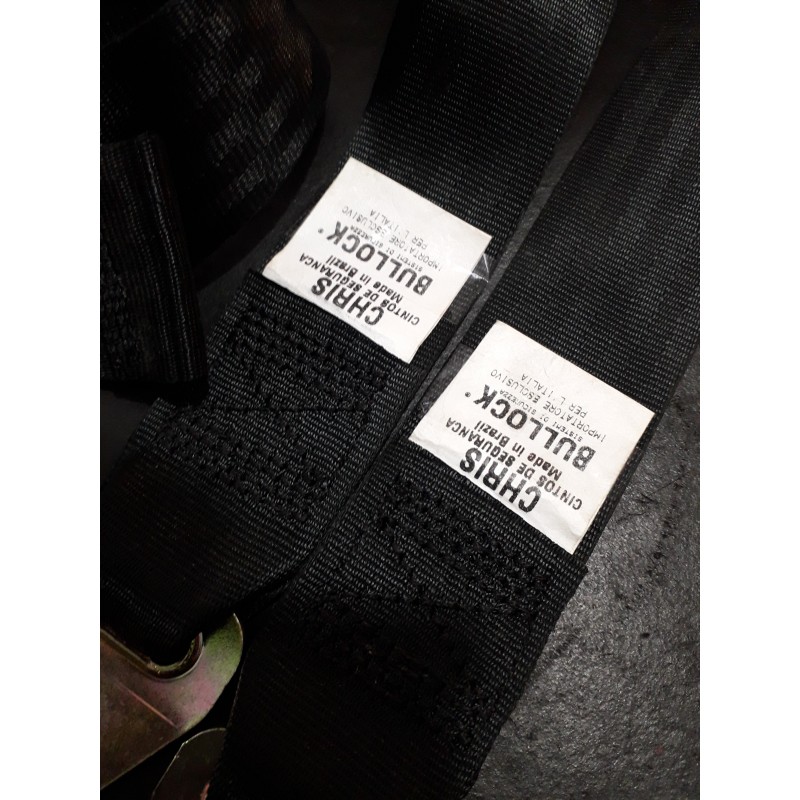 CHRIS
CINTOS DE SEGURANCA
Made in Brazil
BULLOCK®
SISTEMI DI SICUREZZA
IMPORTATORE ESCLUSIVO
PER L'ITALIA
CHRIS
CINTOS DE SEGURANCA
Made in Brazil
BULLOCK®
SISTEMI DI SICUREZZA
IMPORTATORE ESCLUSIVO
PER L'ITALIA